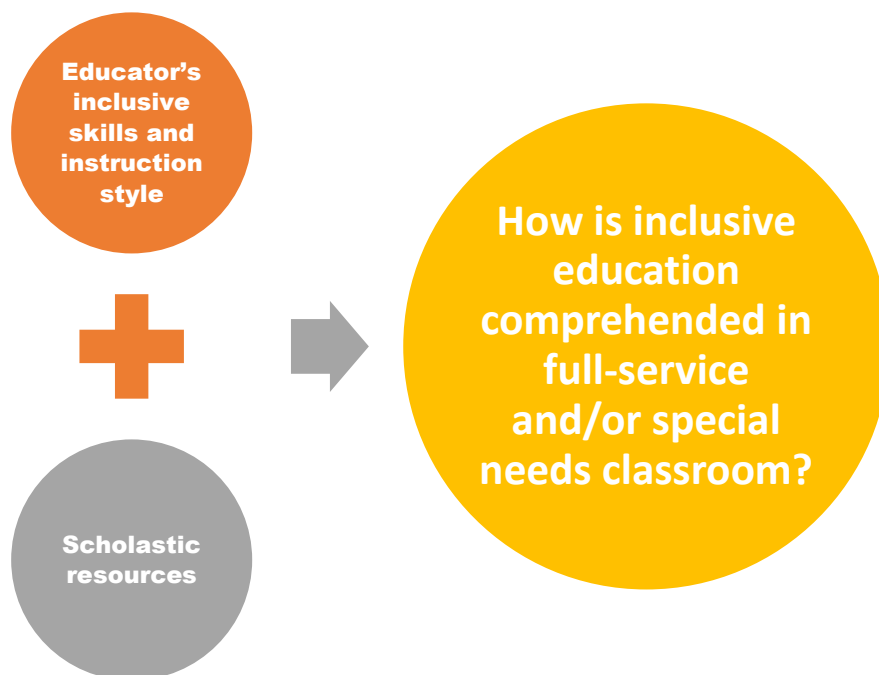 Educator's
inclusive
skills and
instruction
style
Scholastic
resources
How is inclusive
education
comprehended in
full-service
and/or special
needs classroom?